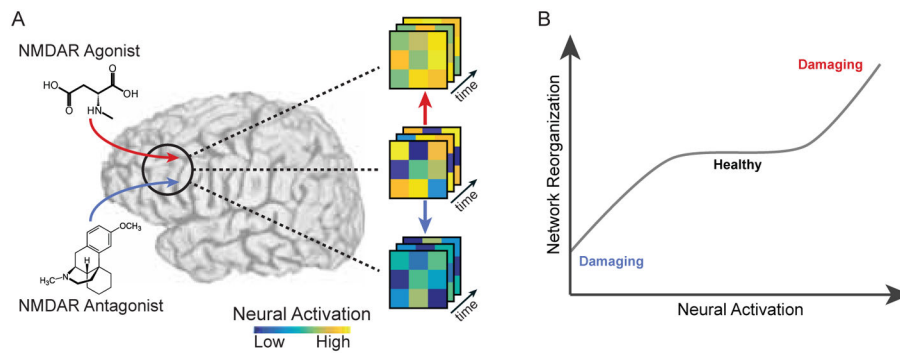 A
NMDAR Agonist
O
HO
OH
O
HN
OCH₃
H
N
H₃C
NMDAR Antagonist
time
time
time
Neural Activation
Low High
B
Network Reorganization
Damaging
Healthy
Damaging
Neural Activation